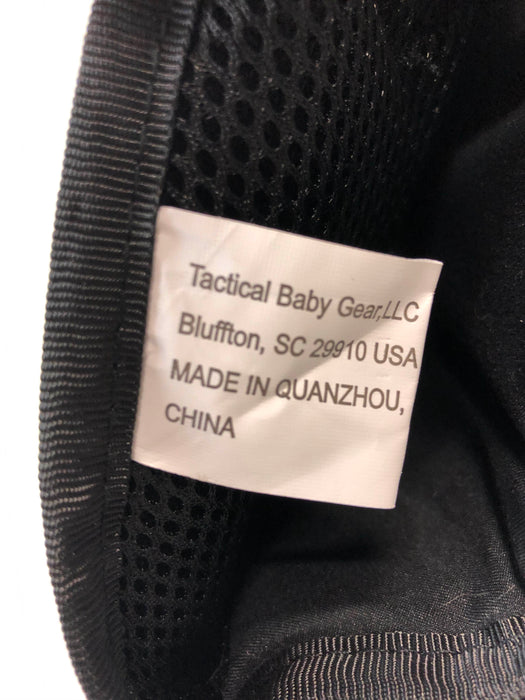 Tactical Baby Gear,LLC
Bluffton, SC 29910 USA
MADE IN QUANZHOU,
CHINA